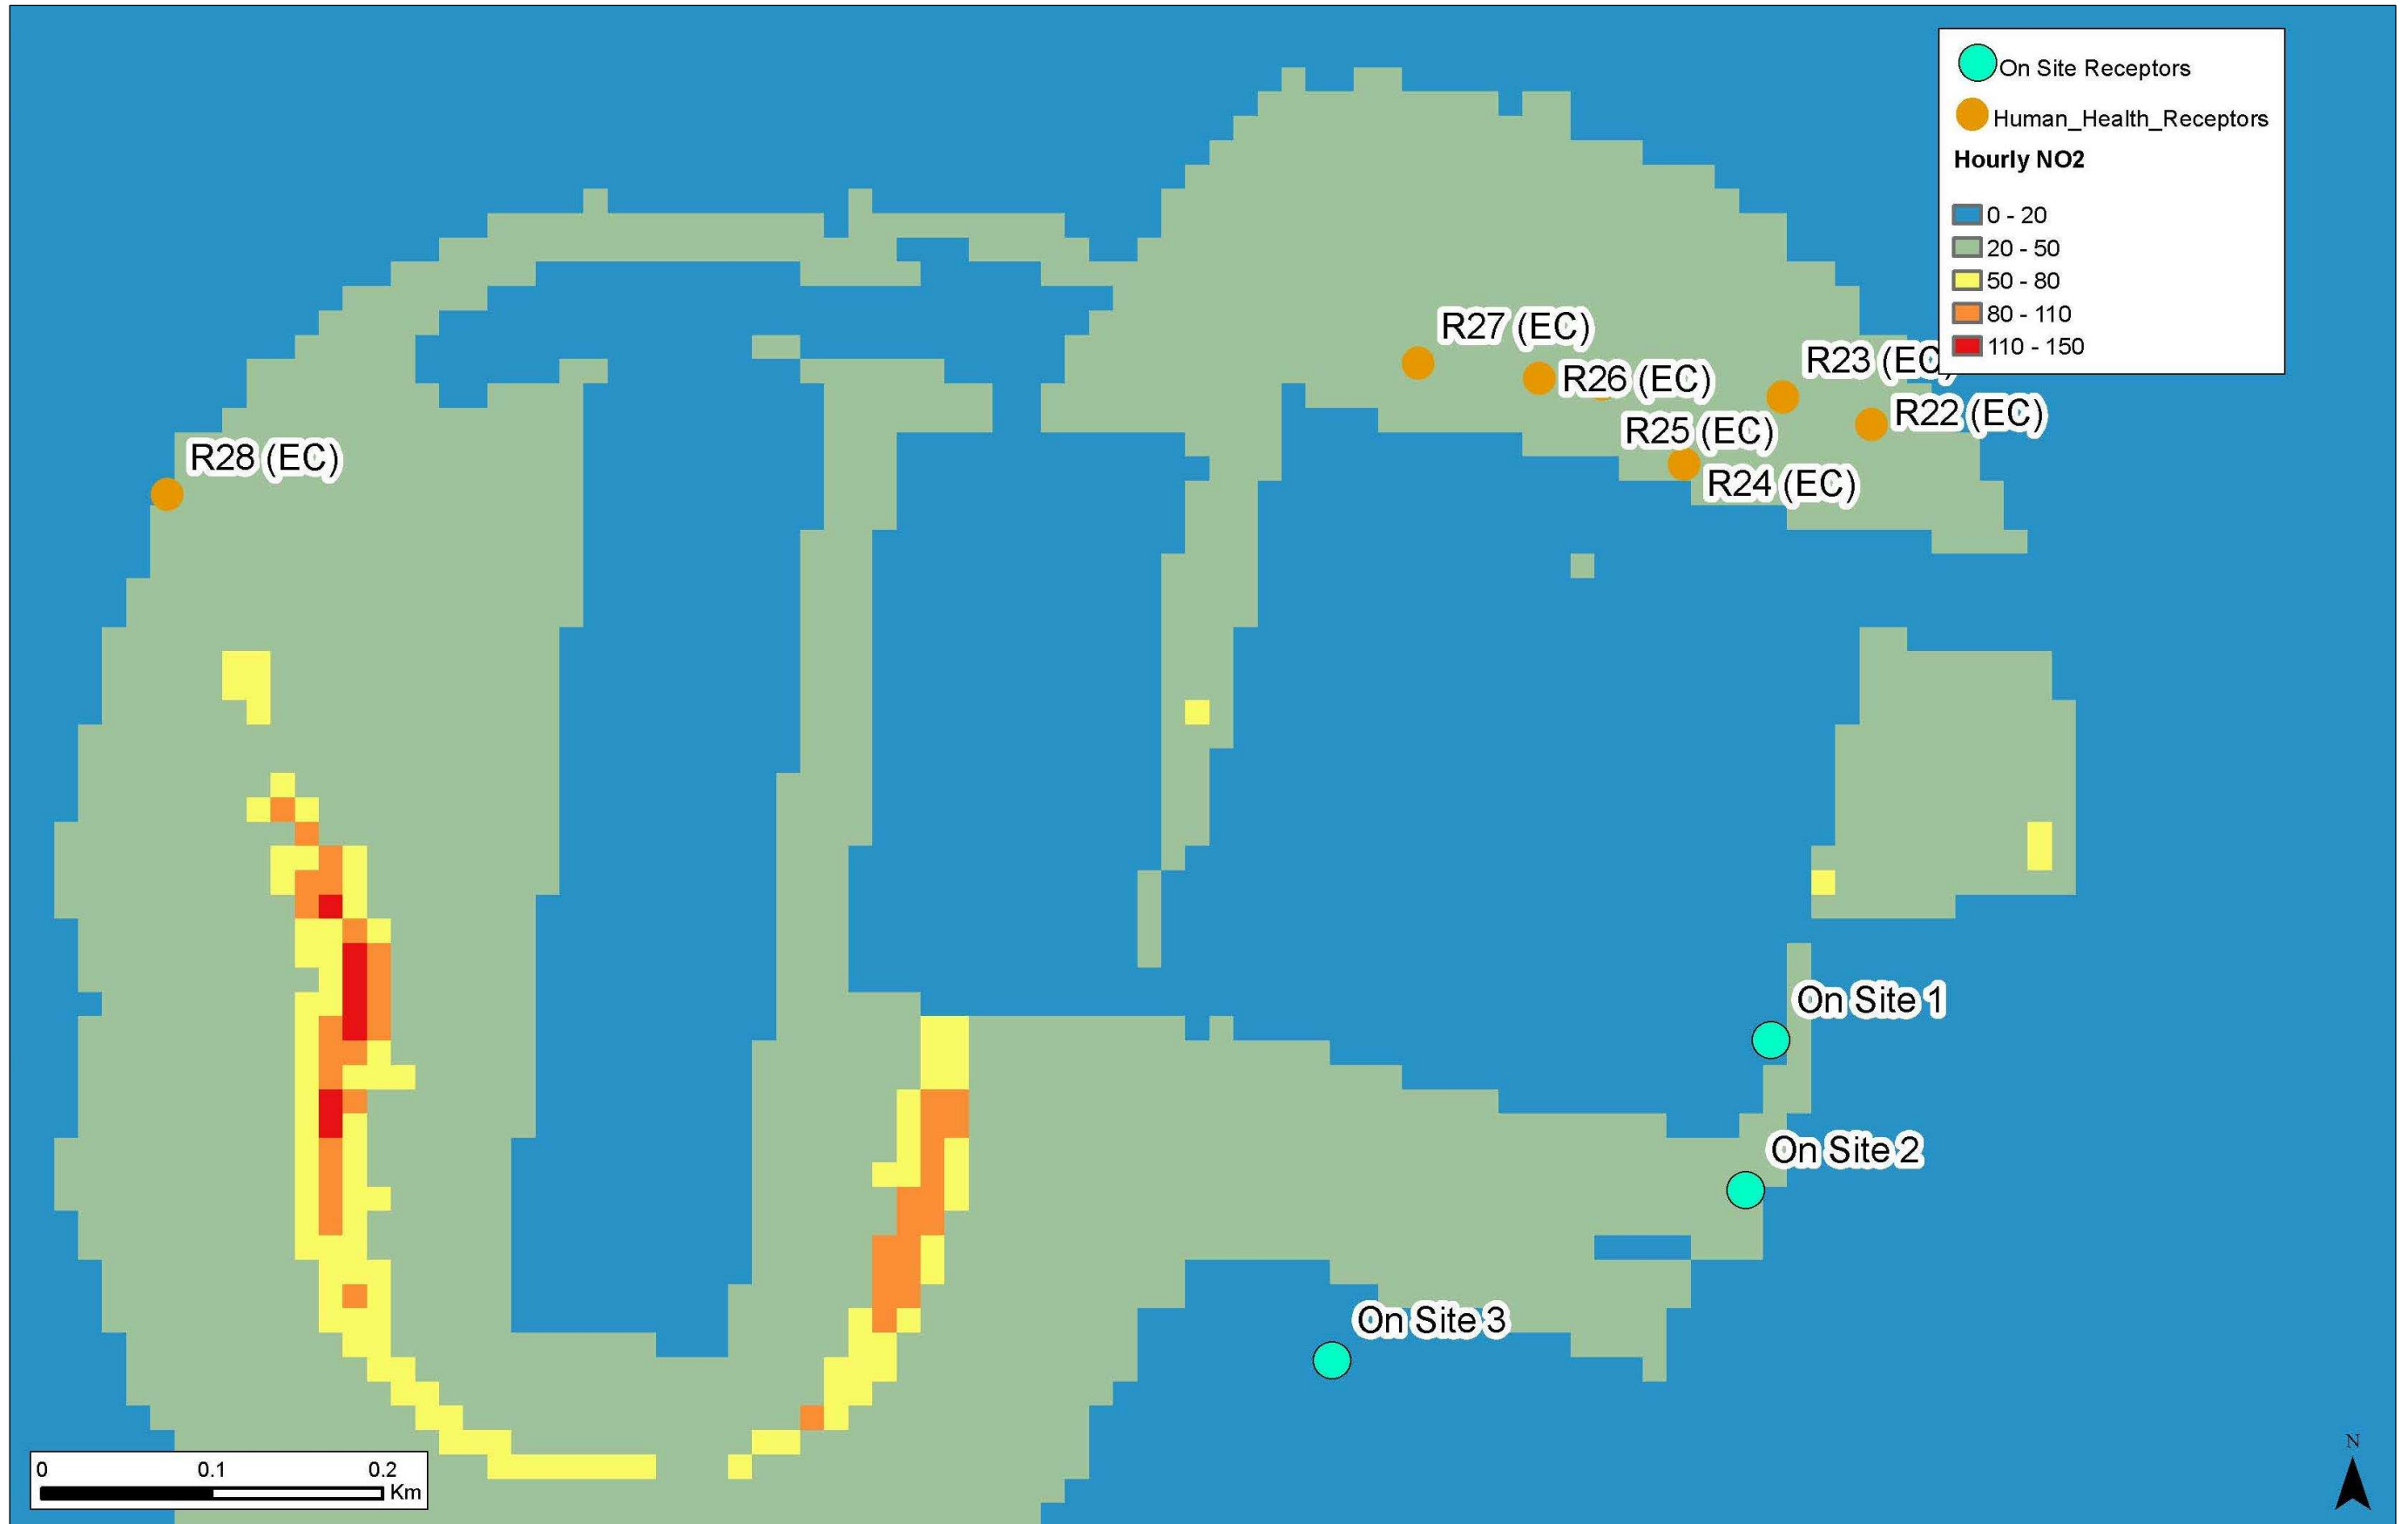 On Site Receptors
Human_Health_Receptors
Hourly NO2
0 - 20
20 - 50
50 - 80
80 - 110
110 - 150
R27 (EC)
R26 (EC)
R23 (EC)
R22 (EC)
R25 (EC)
R24 (EC)
R28 (EC)
On Site 1
On Site 2
On Site 3
0 0.1 0.2
Km
N